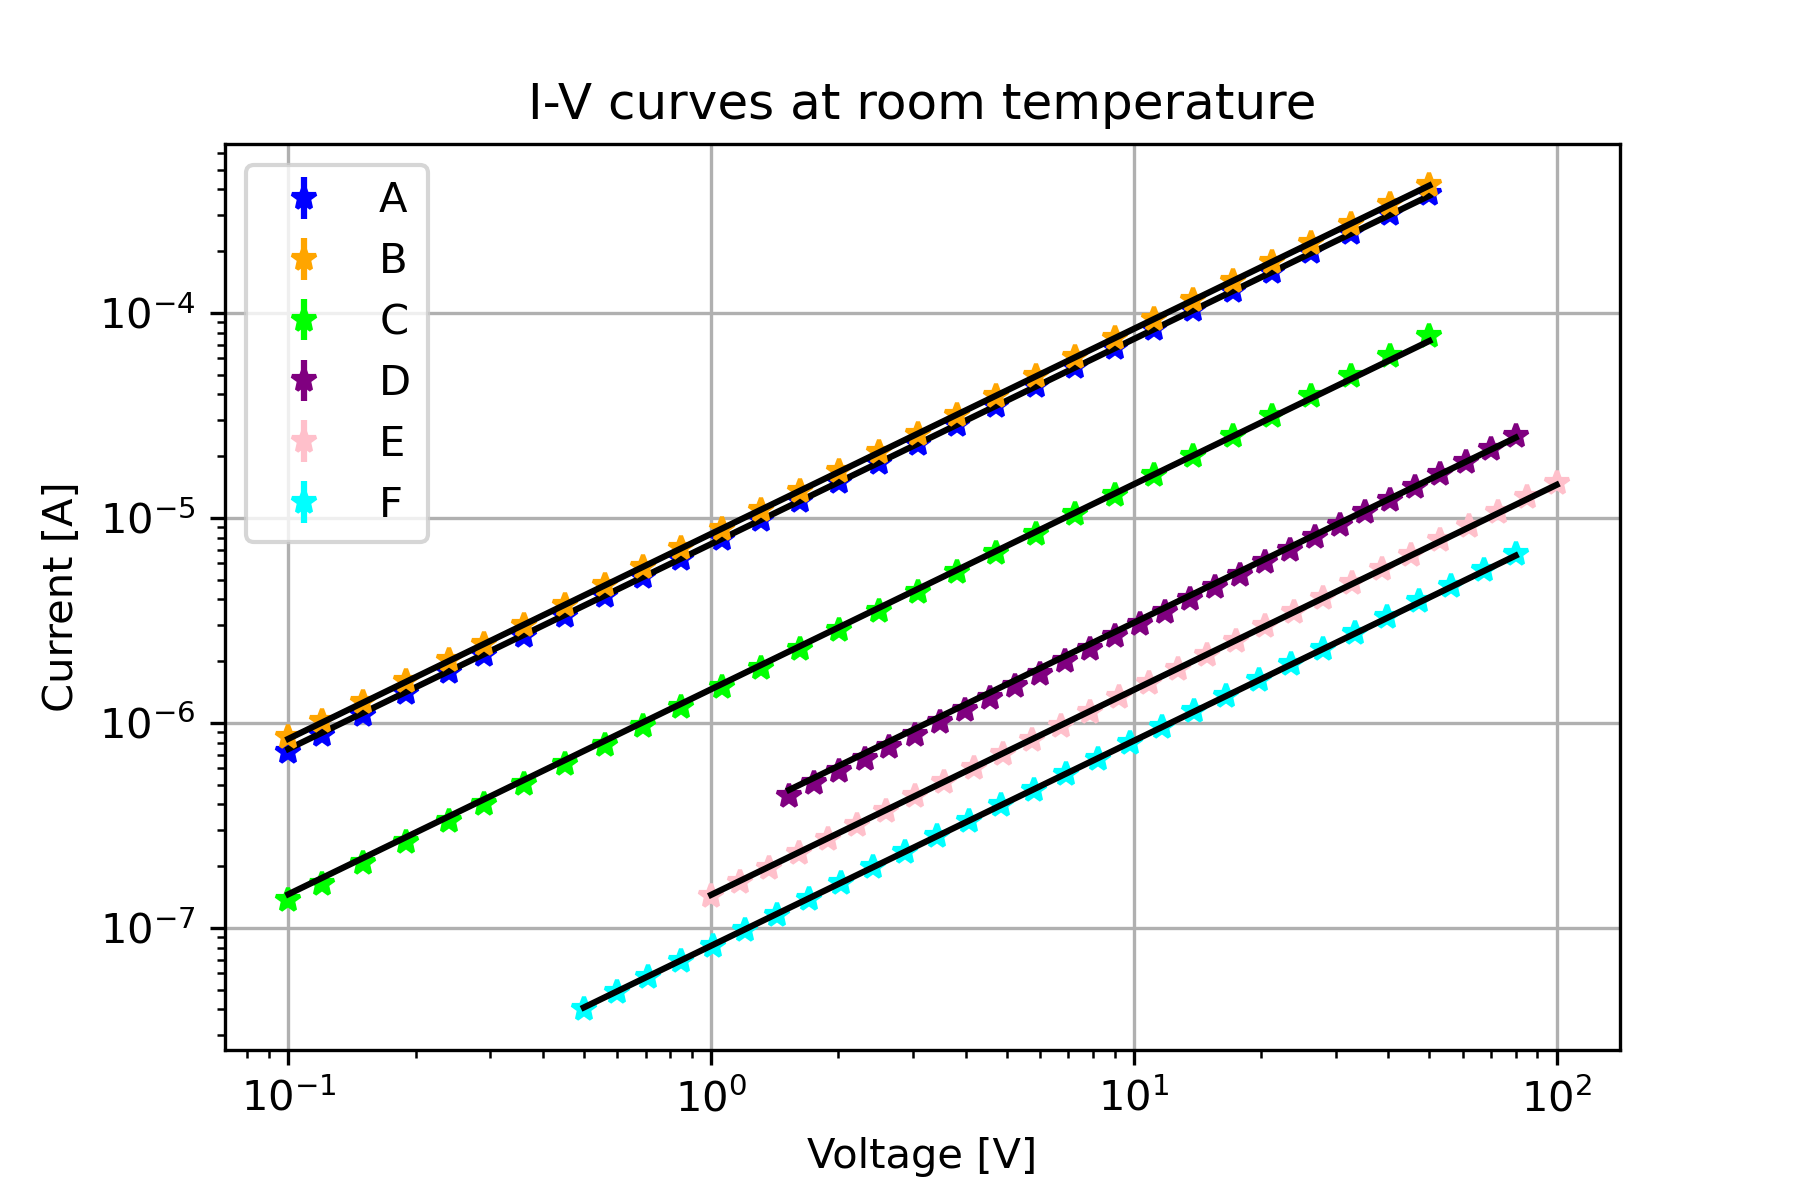 I-V curves at room temperature
A
B
C
D
E
F
Current [A]
10⁻⁴
10⁻⁵
10⁻⁶
10⁻⁷
10⁻¹ 10⁰ 10¹ 10²
Voltage [V]